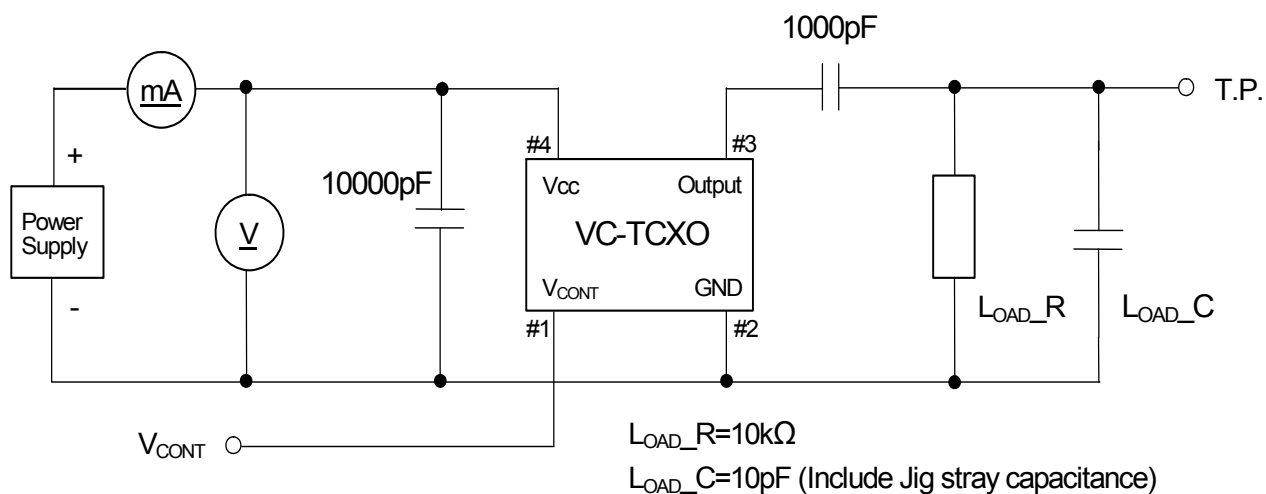 1000pF
mA
T.P.
#4
#3
+
10000pF
Vcc
Output
Power
Supply
V
VC-TCXO
-
VCONT
GND
#1
#2
LOAD_R
LOAD_C
VCONT
LOAD_R=10kΩ
LOAD_C=10pF (Include Jig stray capacitance)